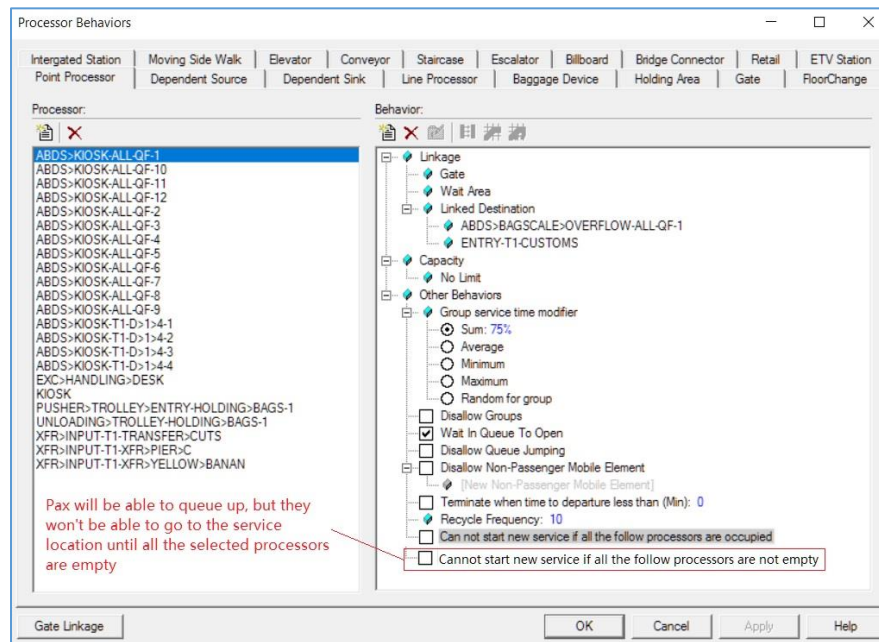 Processor Behaviors
Intergated Station Moving Side Walk Elevator Conveyor Staircase Escalator Billboard Bridge Connector Retail ETV Station
Point Processor Dependent Source Dependent Sink Line Processor Baggage Device Holding Area Gate FloorChange
Processor:
ABDS>KIOSK-ALL-QF-1
ABDS>KIOSK-ALL-QF-10
ABDS>KIOSK-ALL-QF-11
ABDS>KIOSK-ALL-QF-12
ABDS>KIOSK-ALL-QF-2
ABDS>KIOSK-ALL-QF-3
ABDS>KIOSK-ALL-QF-4
ABDS>KIOSK-ALL-QF-5
ABDS>KIOSK-ALL-QF-6
ABDS>KIOSK-ALL-QF-7
ABDS>KIOSK-ALL-QF-8
ABDS>KIOSK-ALL-QF-9
ABDS>KIOSK-T1-D>1>4-1
ABDS>KIOSK-T1-D>1>4-2
ABDS>KIOSK-T1-D>1>4-3
ABDS>KIOSK-T1-D>1>4-4
EXC>HANDLING>DESK
KIOSK
PUSHER>TROLLEY>ENTRY-HOLDING>BAGS-1
UNLOADING>TROLLEY-HOLDING>BAGS-1
XFR>INPUT-T1-TRANSFER>CUTS
XFR>INPUT-T1-XFR>PIER>C
XFR>INPUT-T1-XFR>YELLOW>BANAN
Pax will be able to queue up, but they
won't be able to go to the service
location until all the selected processors
are empty
Behavior:
Linkage
Gate
Wait Area
Linked Destination
ABDS>BAGSCALE>OVERFLOW-ALL-QF-1
ENTRY-T1-CUSTOMS
Capacity
No Limit
Other Behaviors
Group service time modifier
Sum: 75%
Average
Minimum
Maximum
Random for group
Disallow Groups
Wait In Queue To Open
Disallow Queue Jumping
Disallow Non-Passenger Mobile Element
[New Non-Passenger Mobile Element]
Terminate when time to departure less than (Min): 0
Recycle Frequency: 10
Can not start new service if all the follow processors are occupied
Cannot start new service if all the follow processors are not empty
Gate Linkage OK Cancel Apply Help